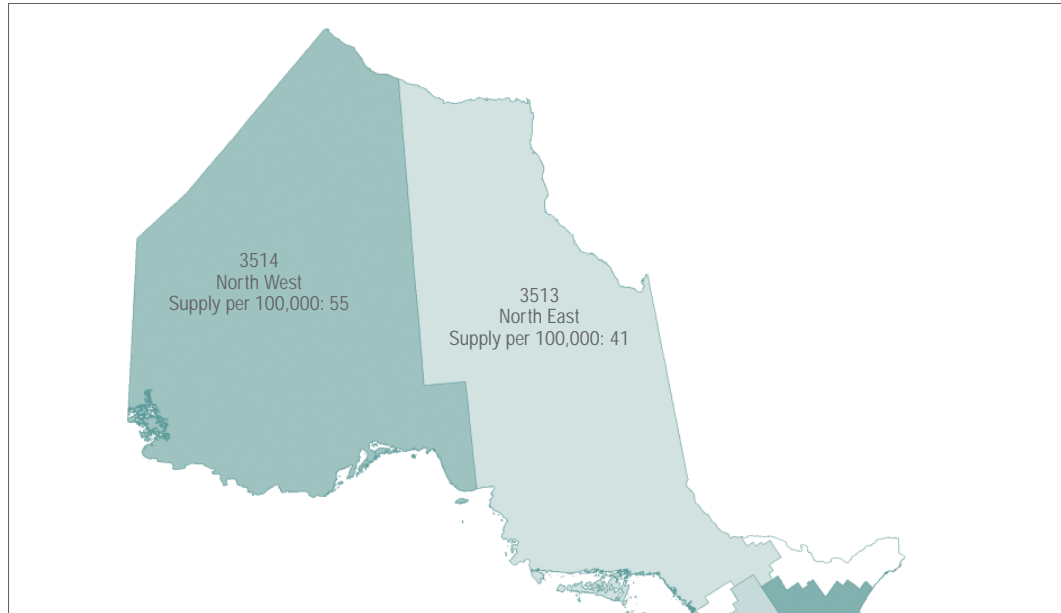 3514
North West
Supply per 100,000: 55
3513
North East
Supply per 100,000: 41